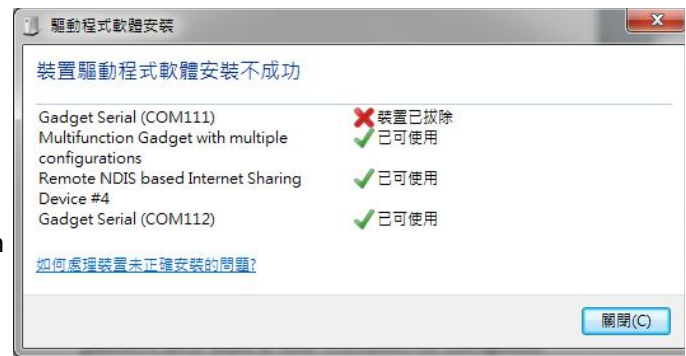 驅動程式軟體安裝
裝置驅動程式軟體安裝不成功
Gadget Serial (COM111) 裝置已拔除
Multifunction Gadget with multiple 已可使用
configurations
Remote NDIS based Internet Sharing 已可使用
Device #4
Gadget Serial (COM112) 已可使用
如何處理裝置未正確安裝的問題?
關閉(C)